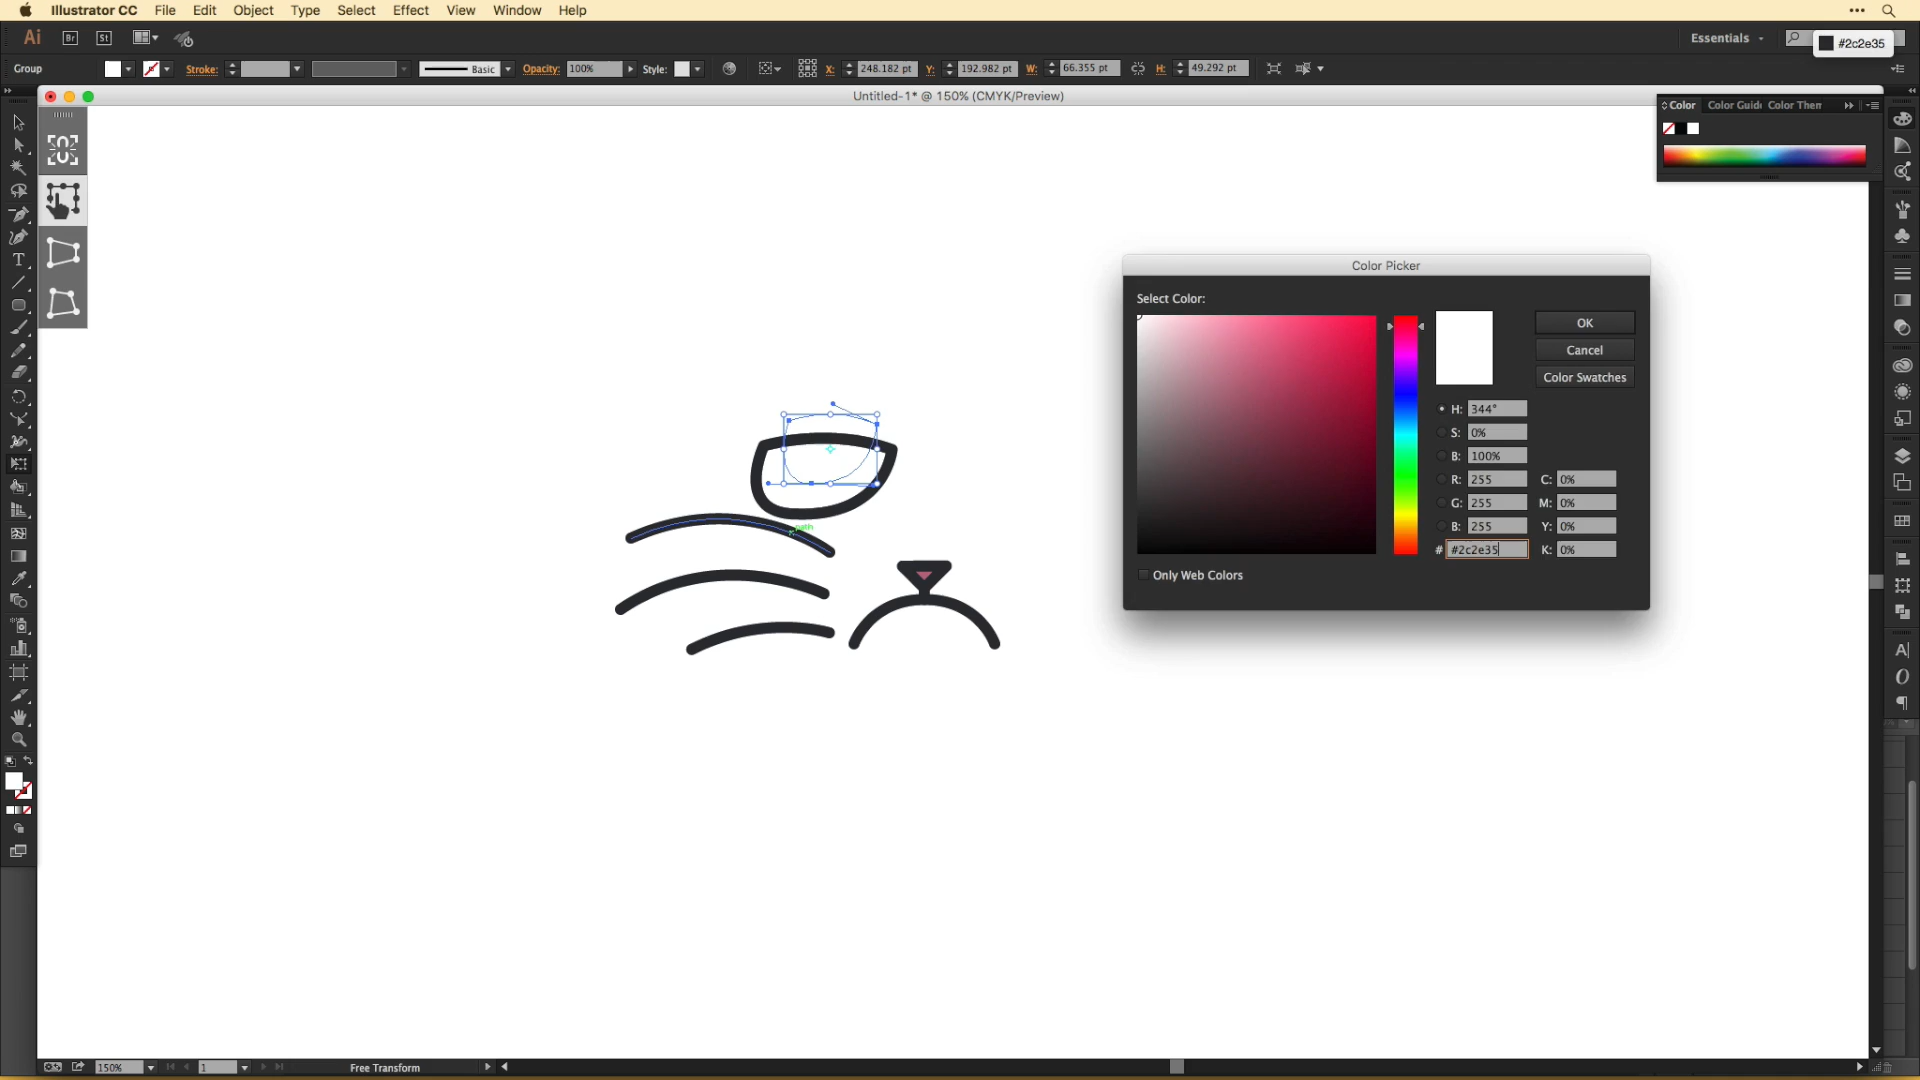 Illustrator CC File Edit Object Type Select Effect View Window Help
Ai Br St Essentials #2c2e35
Group Stroke: Basic Opacity: 100% Style: X: 248.182 pt Y: 192.982 pt W: 66.355 pt H: 49.292 pt
Untitled-1* @ 150% (CMYK/Preview)
Color Color Guide Color Them
Color Picker
Select Color:
OK
Cancel
Color Swatches
H: 344°
S: 0%
B: 100%
R: 255 C: 0%
G: 255 M: 0%
B: 255 Y: 0%
# #2c2e35 K: 0%
Only Web Colors
path
150% 1 Free Transform